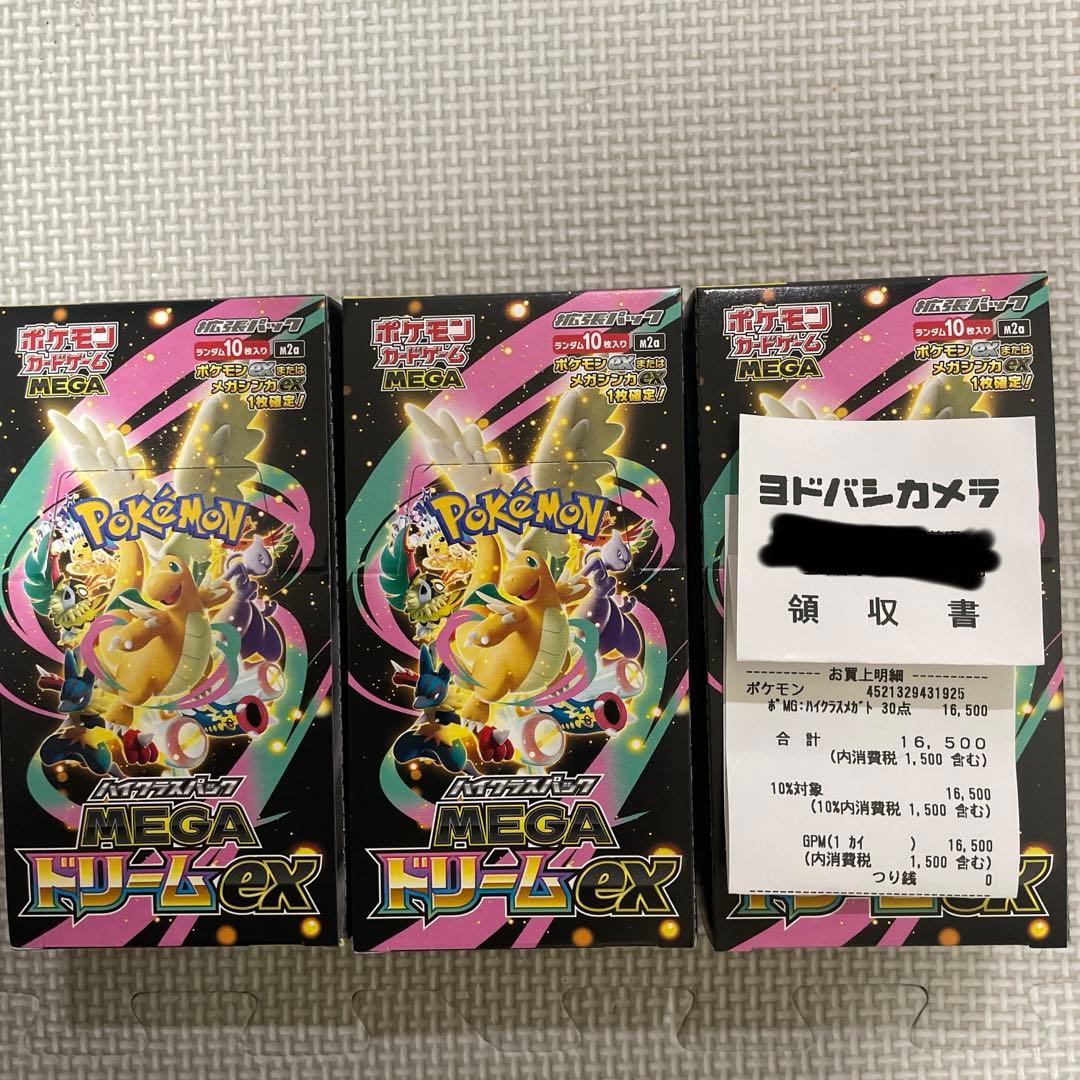 ポケモン
カードゲーム
MEGA
拡張パック
ランダム10枚入り M2a
ポケモンexまたは
メガシンカex
1枚確定!
POKéMON
ハイクラスパック
MEGA
ドリームex
ポケモン
カードゲーム
MEGA
拡張パック
ランダム10枚入り M2a
ポケモンexまたは
メガシンカex
1枚確定!
POKéMON
ハイクラスパック
MEGA
ドリームex
ポケモン
カードゲーム
MEGA
拡張パック
ランダム10枚入り M2a
ポケモンexまたは
メガシンカex
1枚確定!
ヨドバシカメラ
領 収 書
お買上明細
ポケモン 4521329431925
ポMG:ハイクラスメガト 30点 16,500
合 計 16,500
(内消費税 1,500 含む)
10%対象 16,500
(10%内消費税 1,500 含む)
GPM(1 カイ ) 16,500
(内消費税 1,500 含む)
つり銭 0
ex